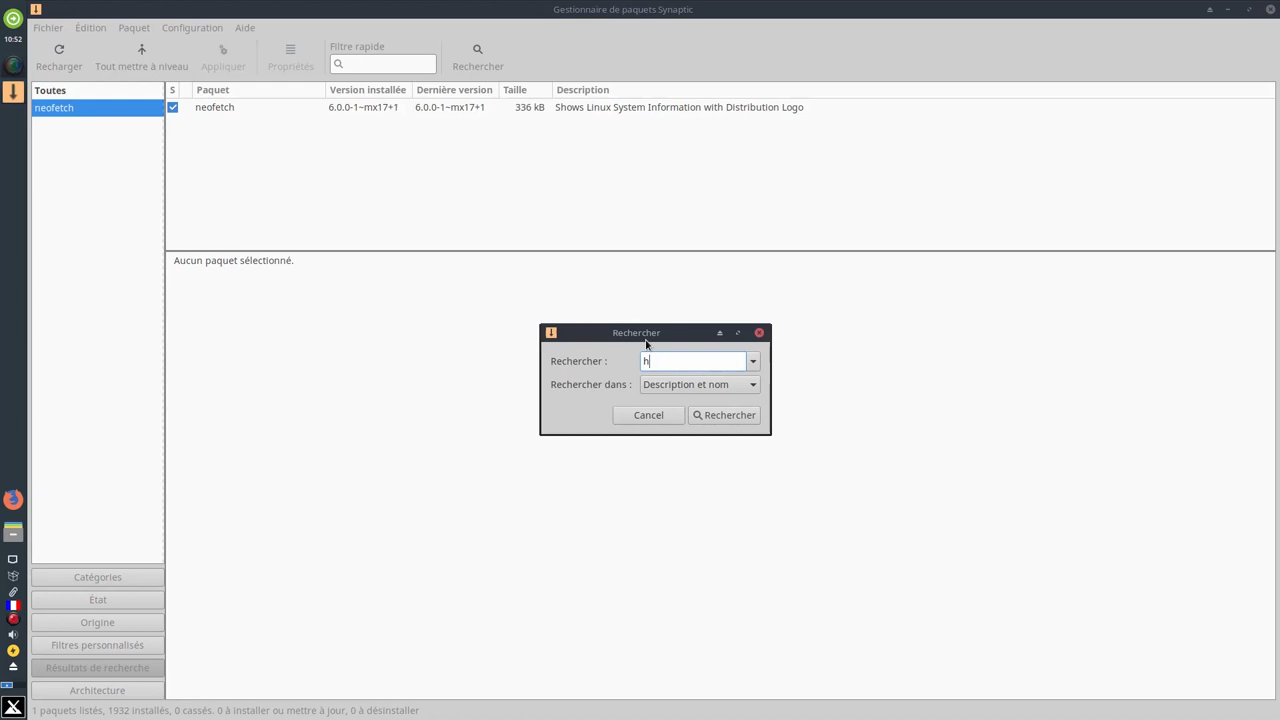 Gestionnaire de paquets Synaptic
10:52
Fichier Édition Paquet Configuration Aide
Filtre rapide
Recharger Tout mettre à niveau Appliquer Propriétés Rechercher
Toutes
neofetch
S Paquet Version installée Dernière version Taille Description
neofetch 6.0.0-1~mx17+1 6.0.0-1~mx17+1 336 kB Shows Linux System Information with Distribution Logo
Aucun paquet sélectionné.
Rechercher
Rechercher : h
Rechercher dans : Description et nom
Cancel Rechercher
Catégories
État
Origine
Filtres personnalisés
Résultats de recherche
Architecture
1 paquets listés, 1932 installés, 0 cassés. 0 à installer ou mettre à jour, 0 à désinstaller